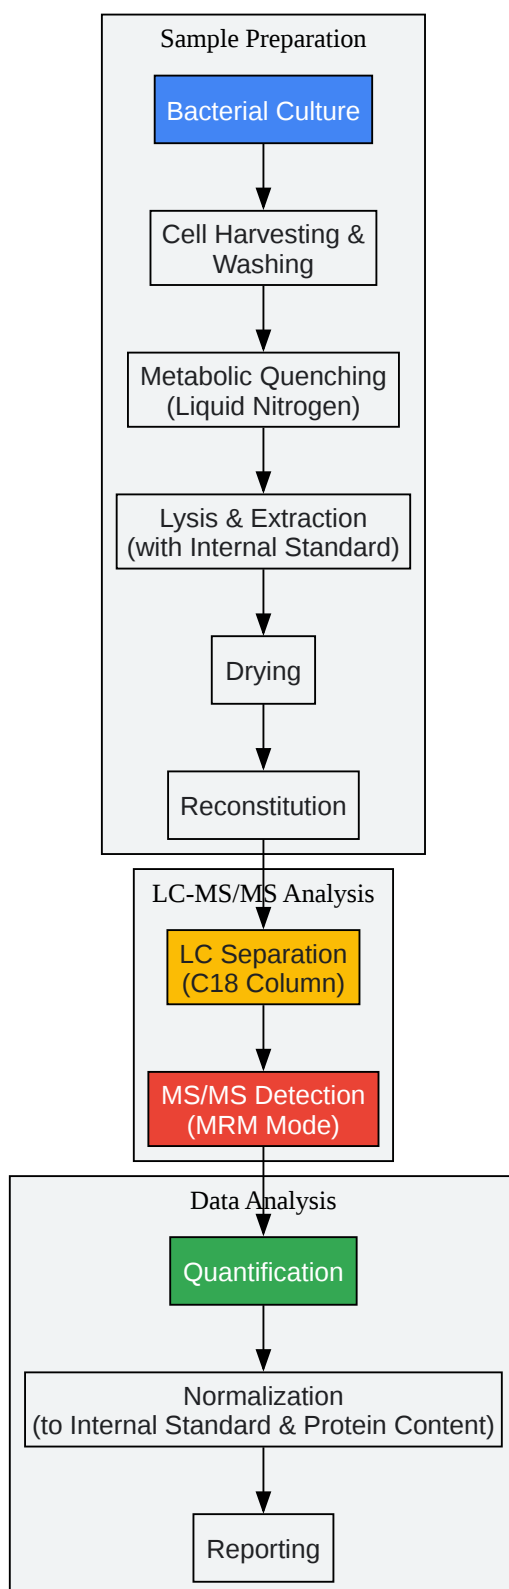 Sample Preparation
Bacterial Culture
Cell Harvesting &
Washing
Metabolic Quenching
(Liquid Nitrogen)
Lysis & Extraction
(with Internal Standard)
Drying
Reconstitution
LC-MS/MS Analysis
LC Separation
(C18 Column)
MS/MS Detection
(MRM Mode)
Data Analysis
Quantification
Normalization
(to Internal Standard & Protein Content)
Reporting